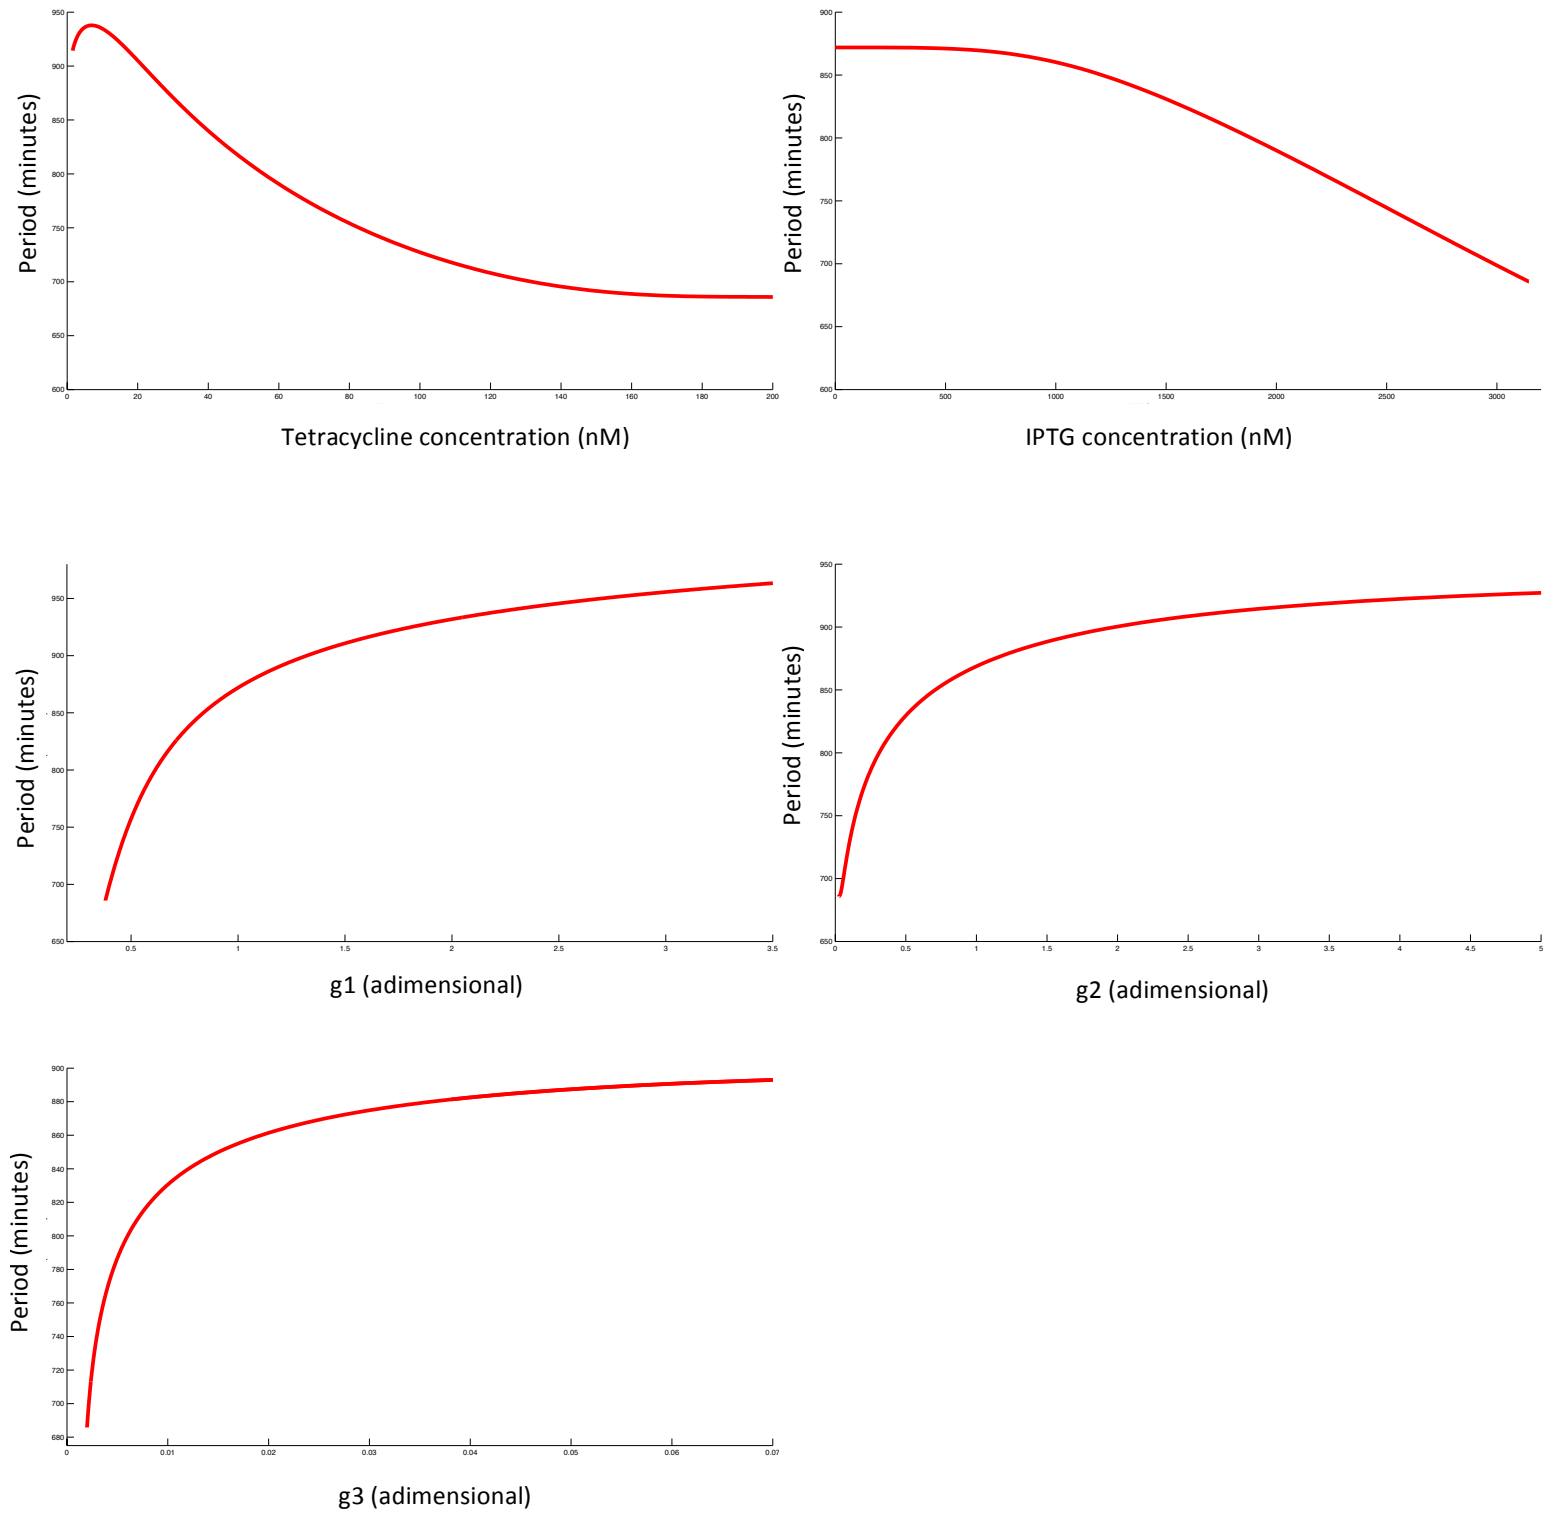 950
900
850
800
750
700
650
600
Period (minutes)
0 20 40 60 80 100 120 140 160 180 200
Tetracycline concentration (nM)
900
850
800
750
700
650
600
Period (minutes)
0 500 1000 1500 2000 2500 3000
IPTG concentration (nM)
950
900
850
800
750
700
650
Period (minutes)
0.5 1 1.5 2 2.5 3 3.5
g1 (adimensional)
950
900
850
800
750
700
650
Period (minutes)
0 0.5 1 1.5 2 2.5 3 3.5 4 4.5 5
g2 (adimensional)
900
880
860
840
820
800
780
760
740
720
700
680
Period (minutes)
0 0.01 0.02 0.03 0.04 0.05 0.06 0.07
g3 (adimensional)